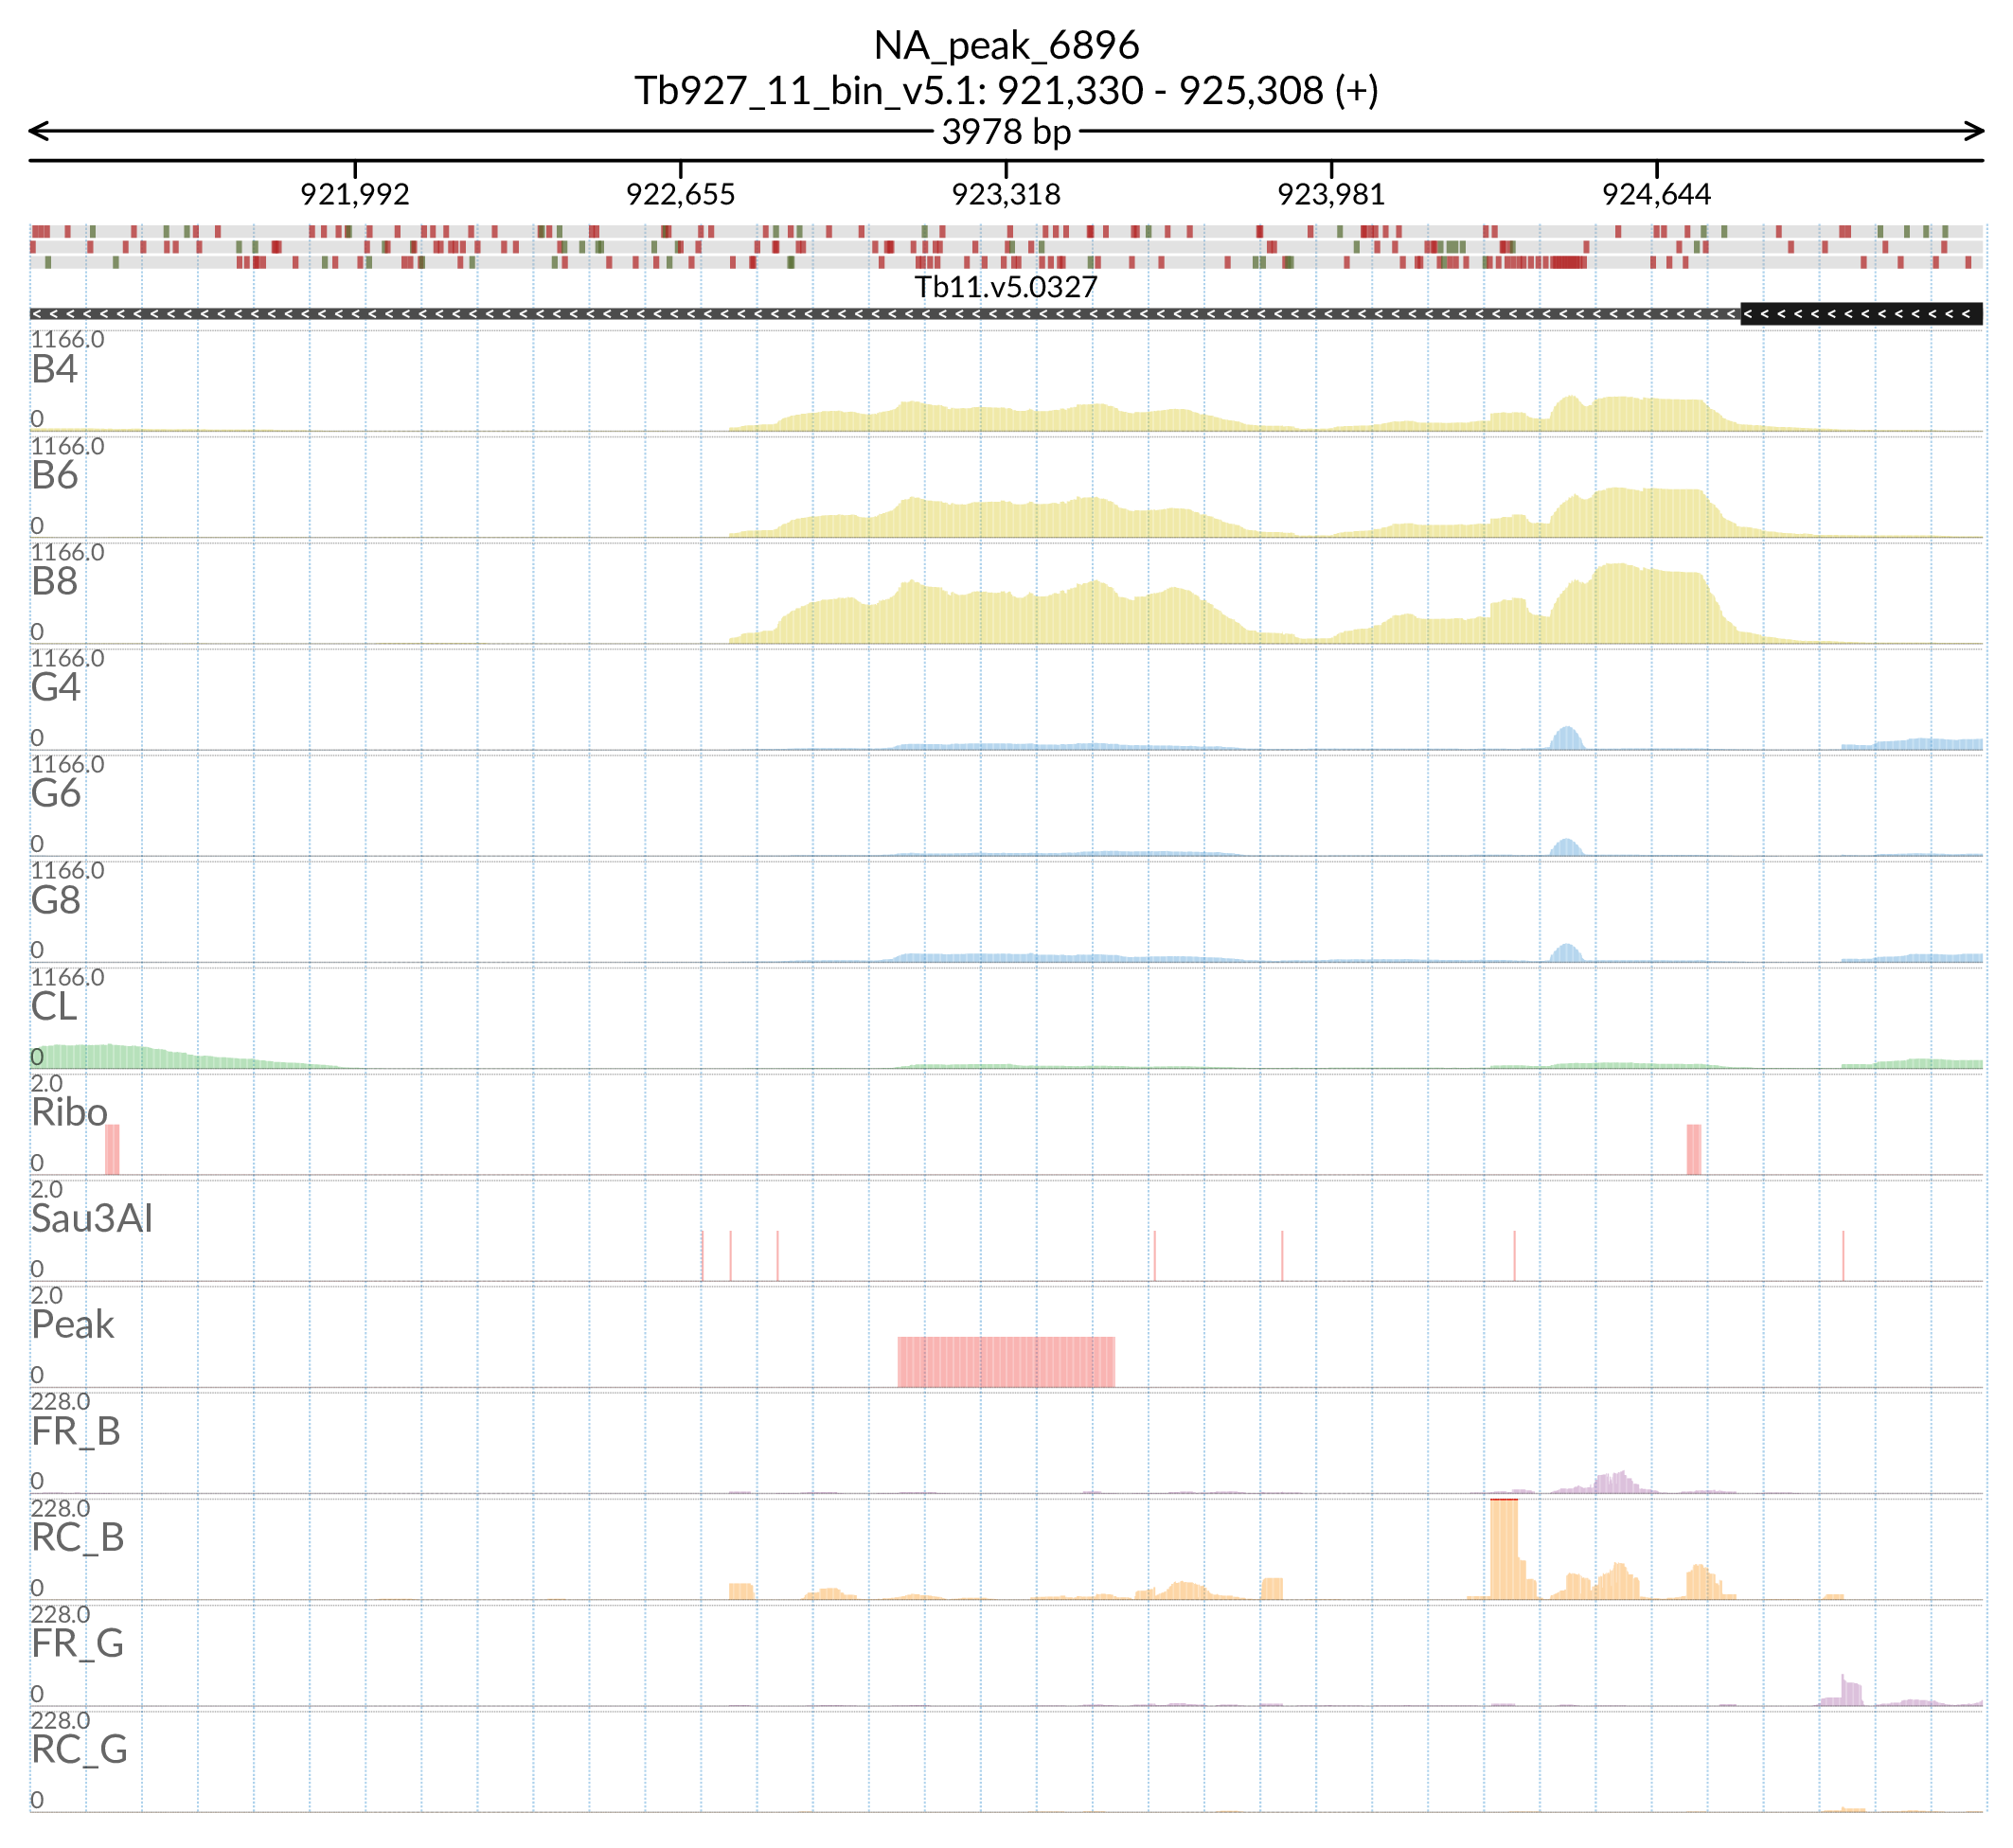 NA_peak_6896
Tb927_11_bin_v5.1: 921,330 - 925,308 (+)
3978 bp
921,992 922,655 923,318 923,981 924,644
Tb11.v5.0327
1166.0
B4
0
1166.0
B6
0
1166.0
B8
0
1166.0
G4
0
1166.0
G6
0
1166.0
G8
0
1166.0
CL
0
2.0
Ribo
0
2.0
Sau3AI
0
2.0
Peak
0
228.0
FR_B
0
228.0
RC_B
0
228.0
FR_G
0
228.0
RC_G
0